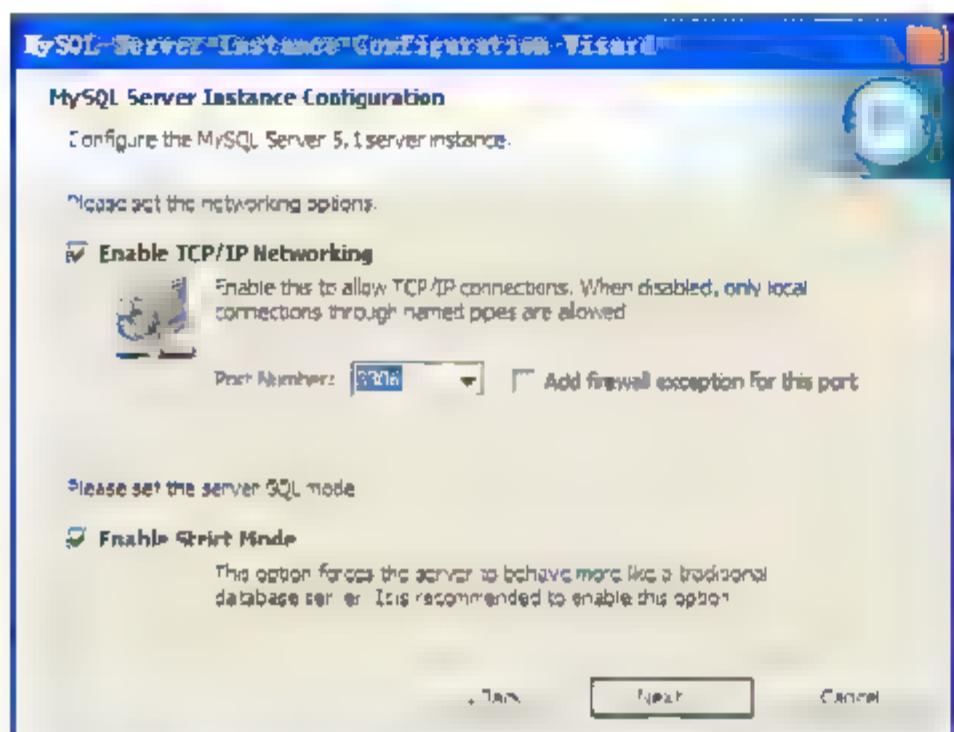 MySQL Server Instance Configuration Wizard
MySQL Server Instance Configuration
Configure the MySQL Server 5.1 server instance.
Please set the networking options.
Enable TCP/IP Networking
Enable this to allow TCP/IP connections. When disabled, only local
connections through named pipes are allowed
Port Number: 3306 Add firewall exception for this port
Please set the server SQL mode
Enable Strict Mode
This option forces the server to behave more like a traditional
database server. It is recommended to enable this option
< Back Next Cancel